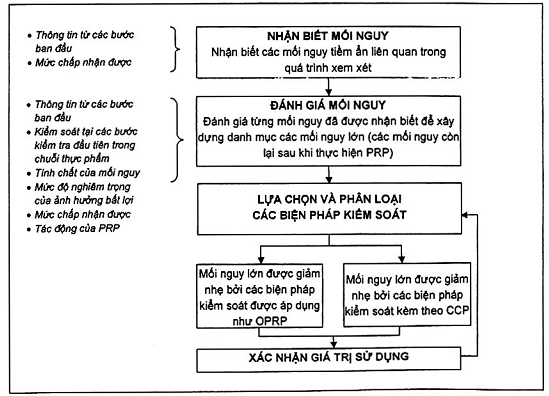 • Thông tin từ các bước
ban đầu
• Mức chấp nhận được
NHẬN BIẾT MỐI NGUY
Nhận biết các mối nguy tiềm ẩn liên quan trong
quá trình xem xét
• Thông tin từ các bước
ban đầu
• Kiểm soát tại các bước
kiểm tra đầu tiên trong
chuỗi thực phẩm
• Tính chất của mối nguy
• Mức độ nghiêm trọng
của ảnh hưởng bất lợi
• Mức chấp nhận được
• Tác động của PRP
ĐÁNH GIÁ MỐI NGUY
Đánh giá từng mối nguy đã được nhận biết để xây
dựng danh mục các mối nguy lớn (các mối nguy còn
lại sau khi thực hiện PRP)
LỰA CHỌN VÀ PHÂN LOẠI
CÁC BIỆN PHÁP KIỂM SOÁT
Mối nguy lớn được giảm
nhẹ bởi các biện pháp
kiểm soát được áp dụng
như OPRP
Mối nguy lớn được giảm
nhẹ bởi các biện pháp
kiểm soát kèm theo CCP
XÁC NHẬN GIÁ TRỊ SỬ DỤNG